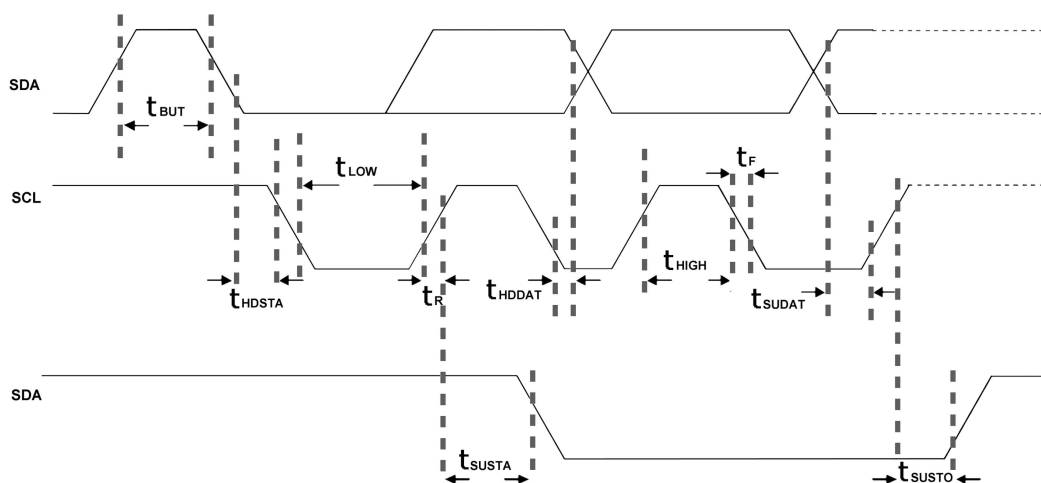 SDA
tBUT
tLOW
tF
SCL
tHDSTA
tR
tHDDAT
tHIGH
tSUDAT
SDA
tSUSTA
tSUSTO